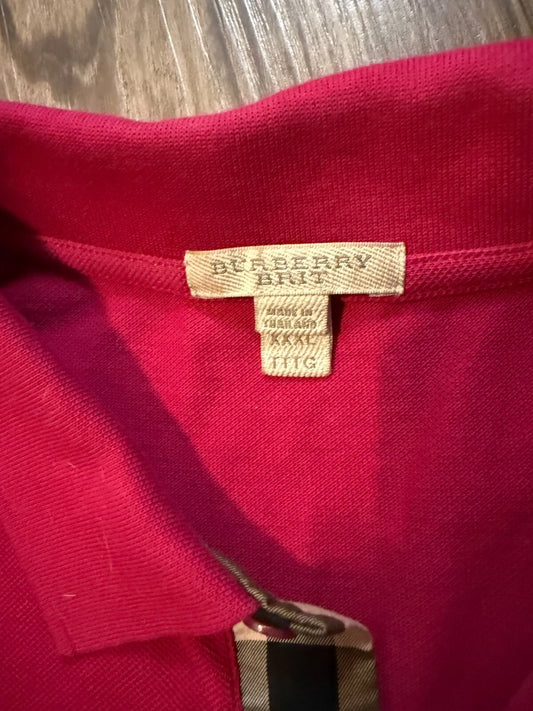 BURBERRY
BRIT
MADE IN
THAILAND
XXXL
TTTG